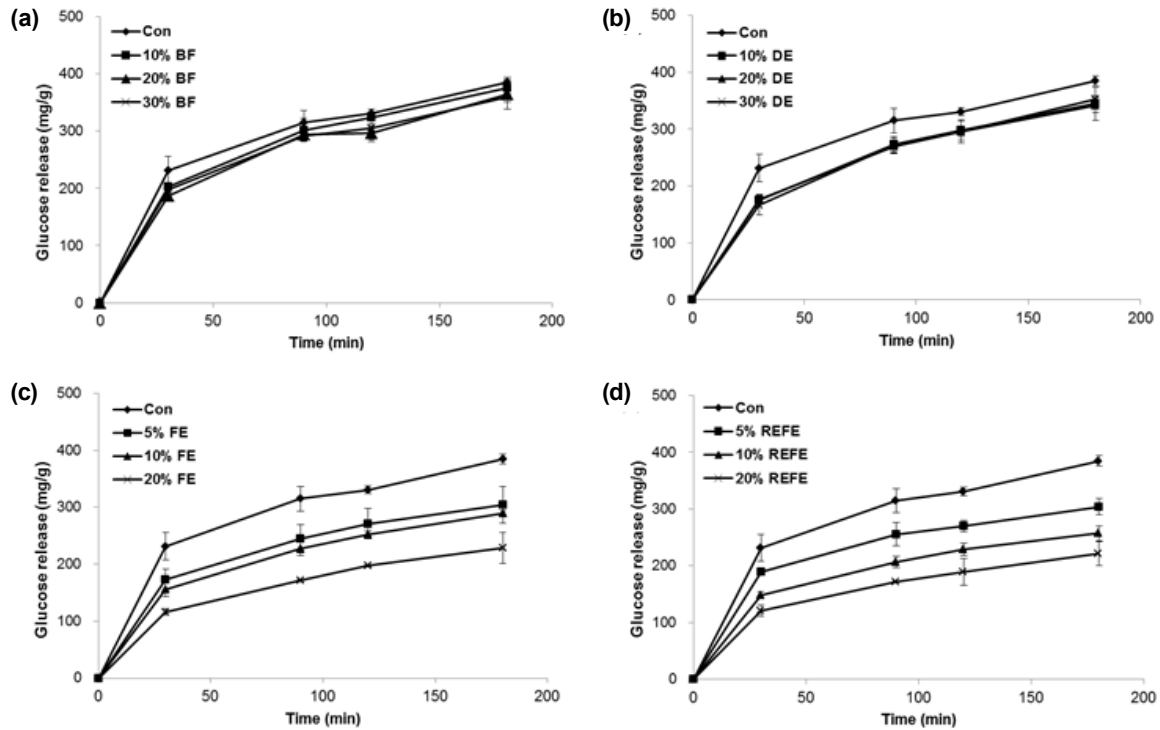 (a)
500
400
300
200
100
0
Glucose release (mg/g)
Con
10% BF
20% BF
30% BF
0 50 100 150 200
Time (min)
(b)
500
400
300
200
100
0
Glucose release (mg/g)
Con
10% DE
20% DE
30% DE
0 50 100 150 200
Time (min)
(c)
500
400
300
200
100
0
Glucose release (mg/g)
Con
5% FE
10% FE
20% FE
0 50 100 150 200
Time (min)
(d)
500
400
300
200
100
0
Glucose release (mg/g)
Con
5% REFE
10% REFE
20% REFE
0 50 100 150 200
Time (min)